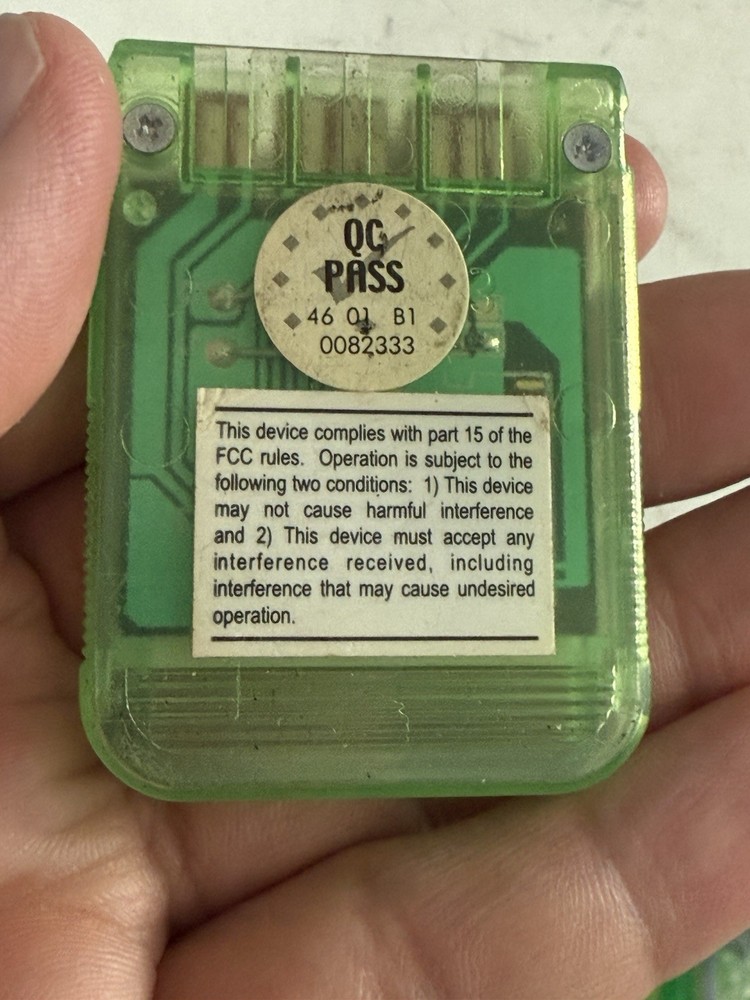 QC
PASS
46 01 B1
0082333
This device complies with part 15 of the
FCC rules. Operation is subject to the
following two conditions: 1) This device
may not cause harmful interference
and 2) This device must accept any
interference received, including
interference that may cause undesired
operation.